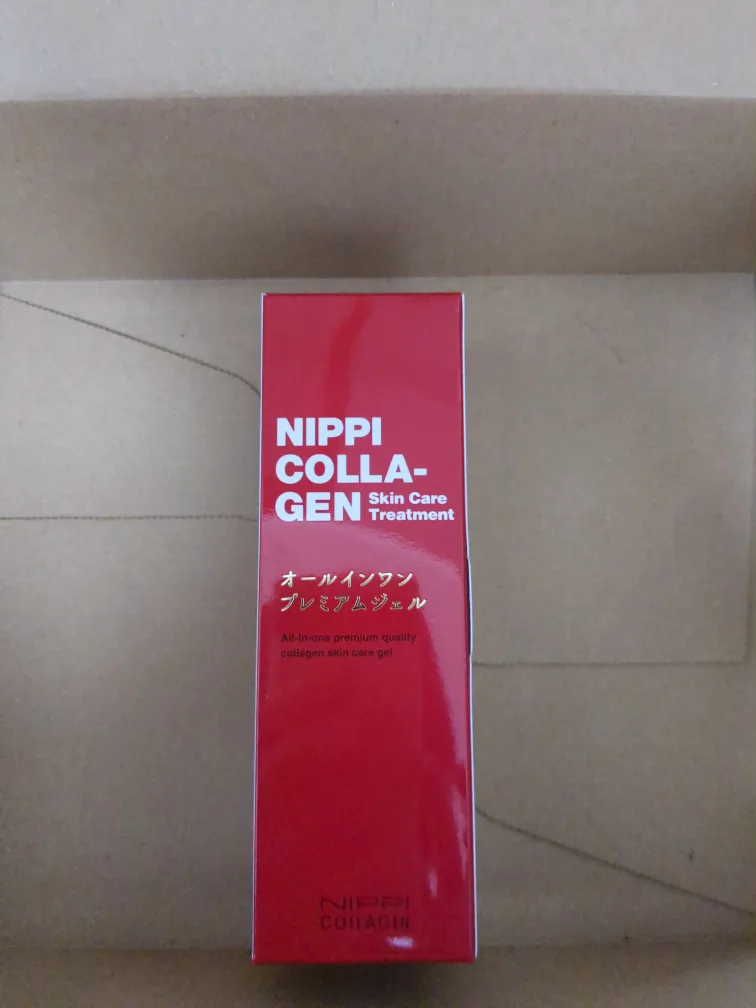 NIPPI
COLLA-
GEN Skin Care
Treatment
オールインワン
プレミアムジェル
All-in-one premium quality
collagen skin care gel
NIPPI
COLLAGEN